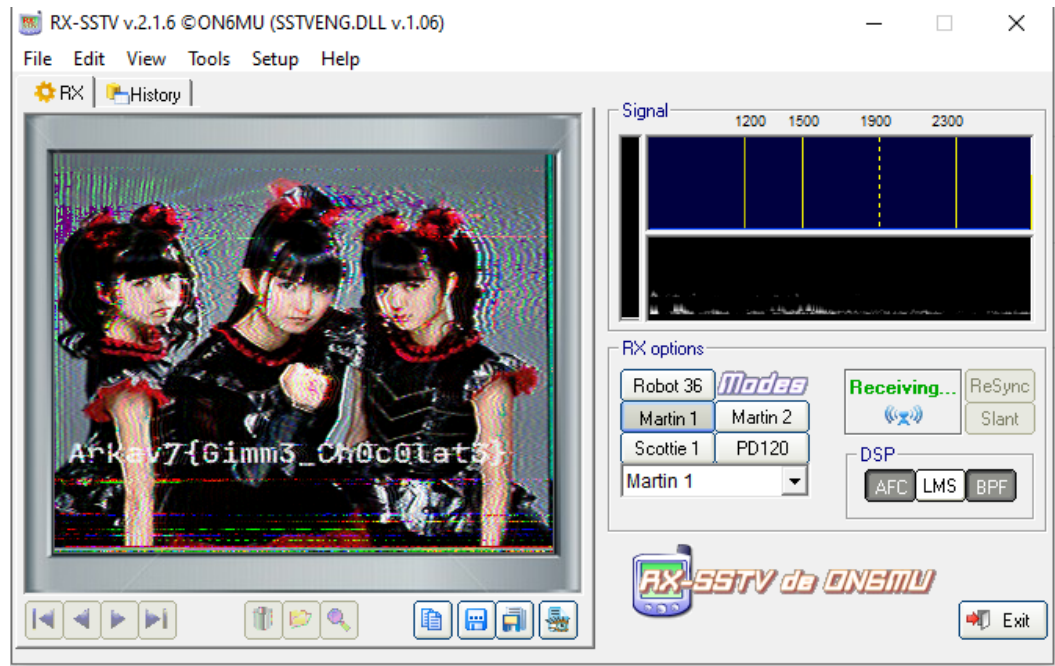 RX-SSTV v.2.1.6 ©ON6MU (SSTVENG.DLL v.1.06)
File Edit View Tools Setup Help
RX History
Arkav7{Gimm3_Ch0c0lat3}
Signal
1200 1500 1900 2300
RX options
Robot 36 Modes
Martin 1 Martin 2
Scottie 1 PD120
Martin 1
Receiving... ReSync
Slant
DSP
AFC LMS BPF
RX-SSTV de ON6MU
Exit